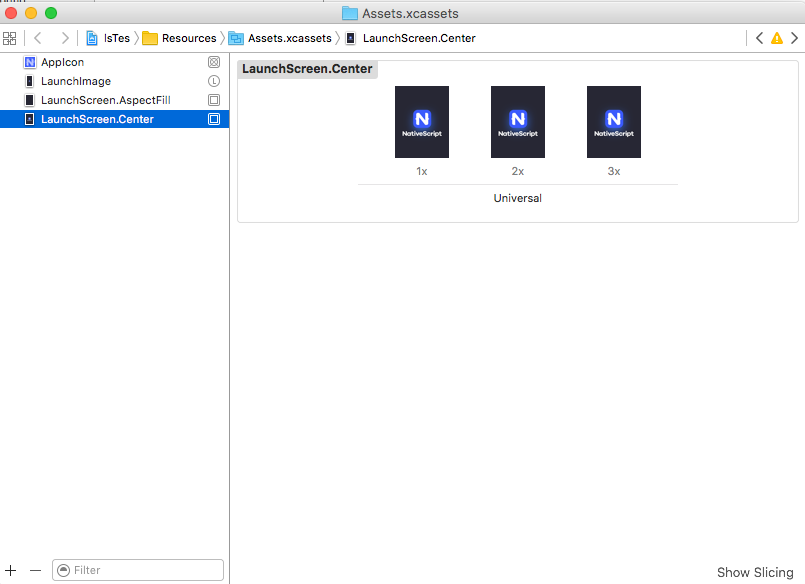 Assets.xcassets
IsTes Resources Assets.xcassets LaunchScreen.Center
AppIcon
LaunchImage
LaunchScreen.AspectFill
LaunchScreen.Center
LaunchScreen.Center
N N N
NativeScript NativeScript NativeScript
1x 2x 3x
Universal
Filter
Show Slicing